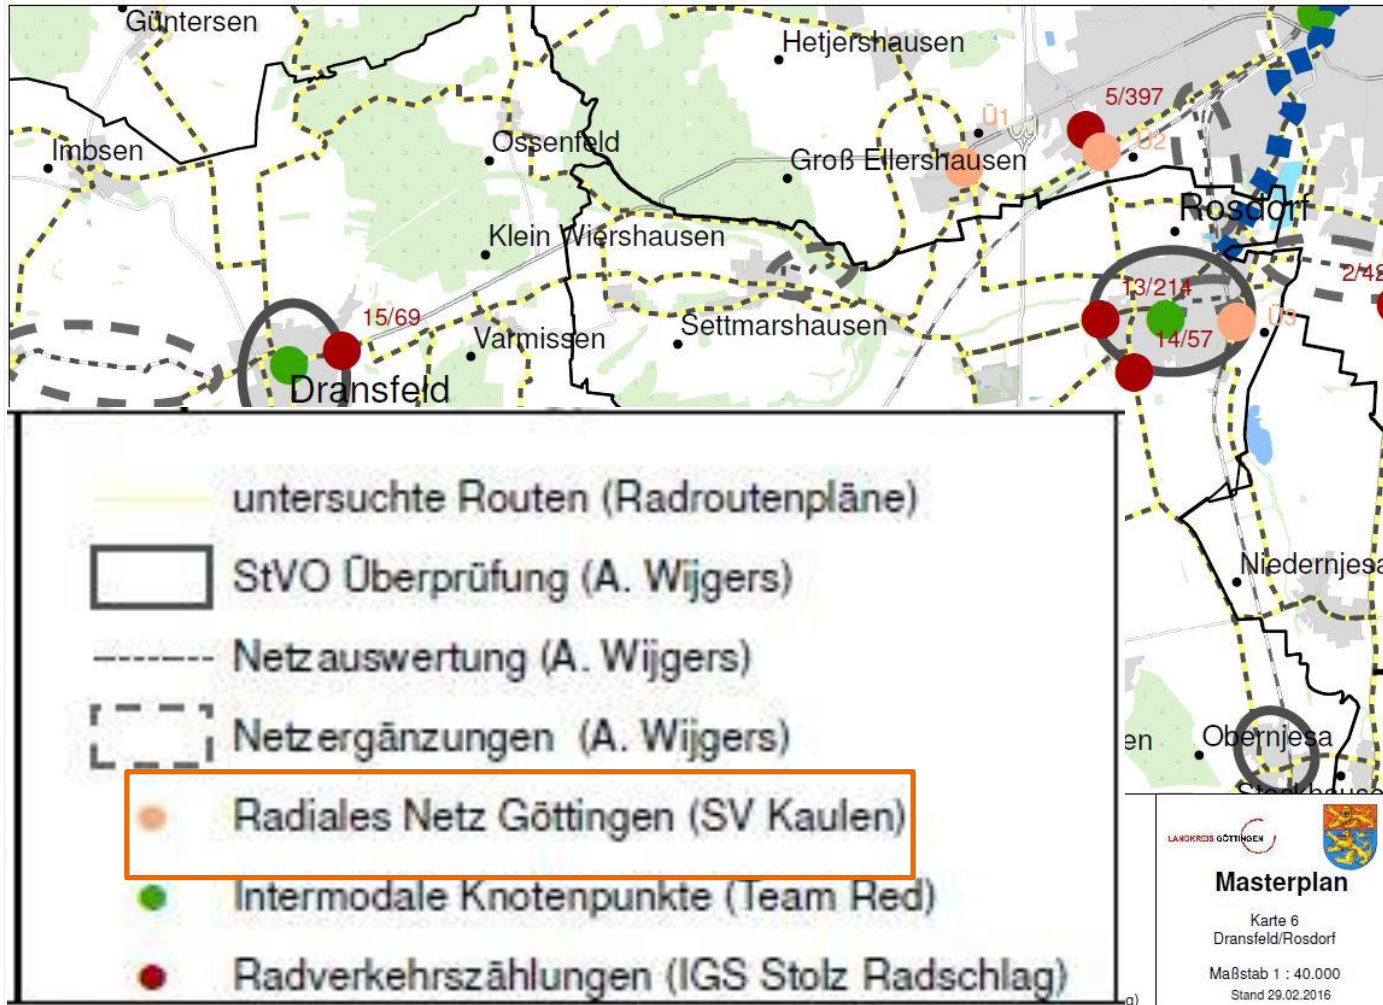 Güntersen
Hetjershausen
5/397
Ü1
Ü2
Imbsen
Ossenfeld
Groß Ellershausen
Rosdorf
Klein Wiershausen
13/214
15/69
Settmarshausen
Ü3
Varmissen
14/57
Dransfeld
untersuchte Routen (Radroutenpläne)
StVO Überprüfung (A. Wijgers)
Netzauswertung (A. Wijgers)
Netzergänzungen (A. Wijgers)
Radiales Netz Göttingen (SV Kaulen)
Intermodale Knotenpunkte (Team Red)
Radverkehrszählungen (IGS Stolz Radschlag)
Niedernjesa
en
Obernjesa
LANDKREIS GÖTTINGEN
Masterplan
Karte 6
Dransfeld/Rosdorf
Maßstab 1 : 40.000
Stand 29.02.2016
g)